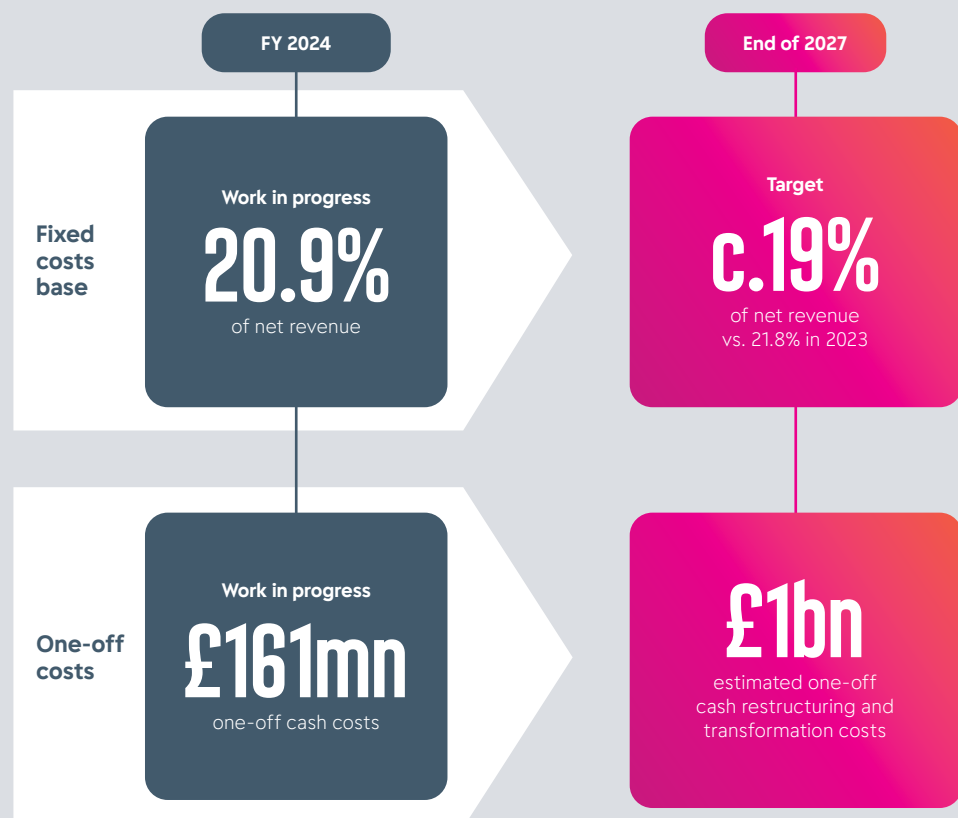 FY 2024
End of 2027
Fixed
costs
base
Work in progress
20.9%
of net revenue
Target
c.19%
of net revenue
vs. 21.8% in 2023
One-off
costs
Work in progress
£161mn
one-off cash costs
£1bn
estimated one-off
cash restructuring and
transformation costs